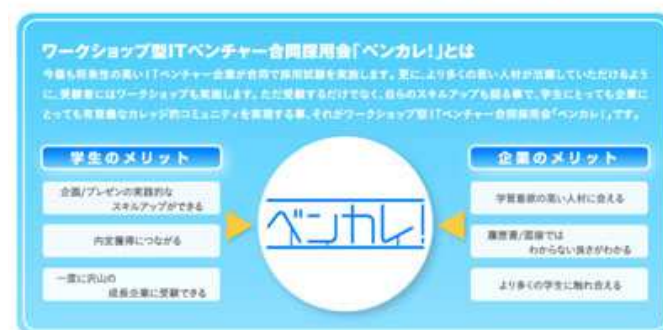 ワークショップ型ITベンチャー合同採用会「ベンカレ!」とは
今最も将来性の高いITベンチャー企業が合同で採用試験を実施します。更に、より多くの高い人材が活躍していただけるよう
に、受験者にはワークショップも実施します。ただ受験するだけでなく、自らのスキルアップも図る事で、学生にとっても企業に
とっても有意義なカレッジ的コミュニティを実現する事、それがワークショップ型ITベンチャー合同採用会「ベンカレ!」です。
学生のメリット
企画/プレゼンの実践的な
スキルアップができる
内定獲得につながる
一度に沢山の
成長企業に受験できる
ベンカレ!
企業のメリット
学習意欲の高い人材に会える
履歴書/面接では
わからない良さがわかる
より多くの学生に触れ合える